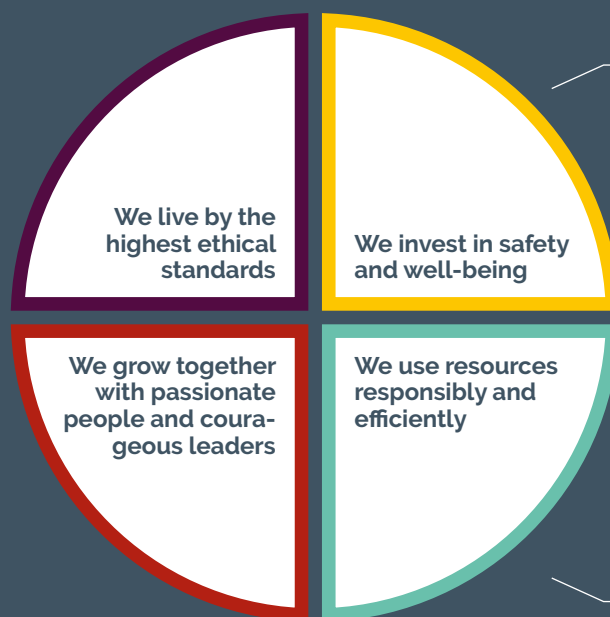 We live by the
highest ethical
standards
We invest in safety
and well-being
We grow together
with passionate
people and coura-
geous leaders
We use resources
responsibly and
efficiently